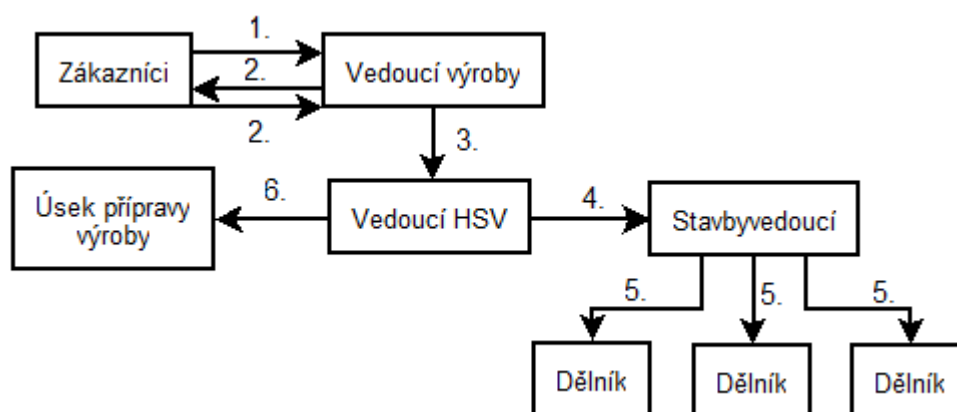 1.
Zákazníci
2.
Vedoucí výroby
2.
3.
Úsek přípravy
výroby
6.
Vedoucí HSV
4.
Stavbyvedoucí
5.
5.
5.
Dělník
Dělník
Dělník